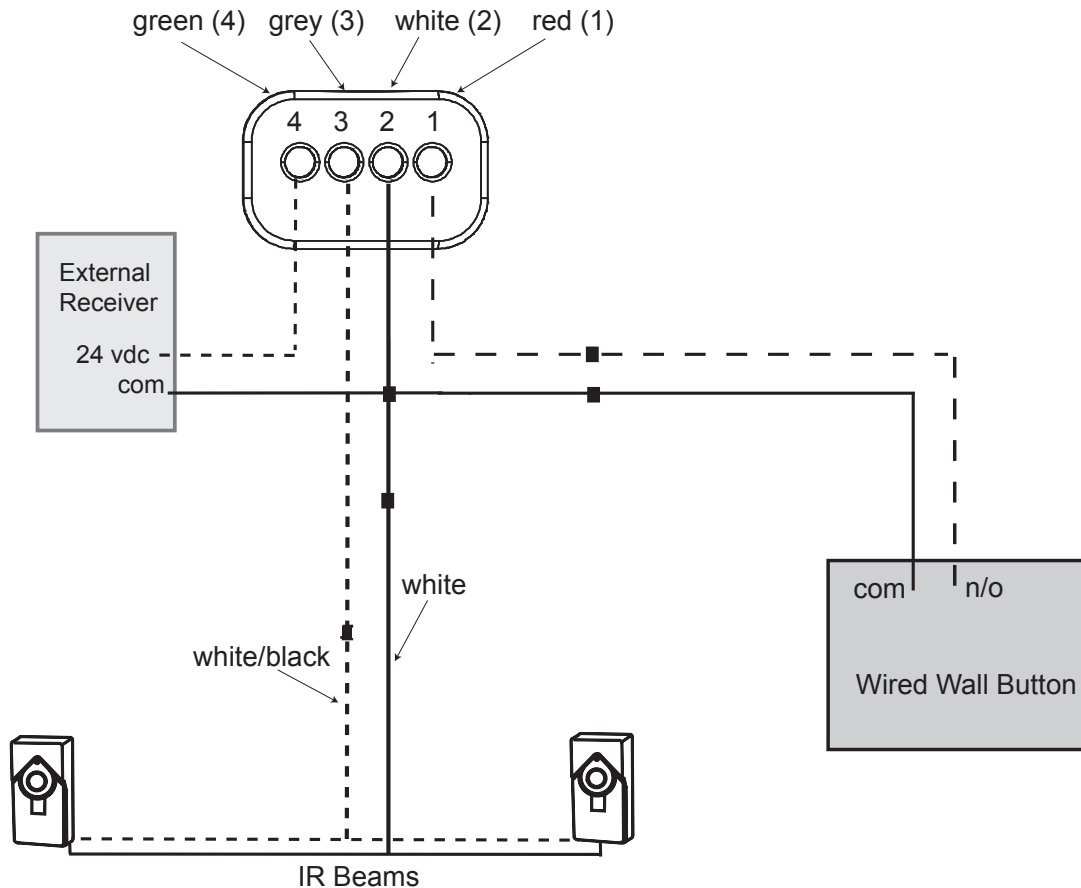 green (4) grey (3) white (2) red (1)
4 3 2 1
External
Receiver
24 vdc
com
white
com n/o
white/black
Wired Wall Button
IR Beams